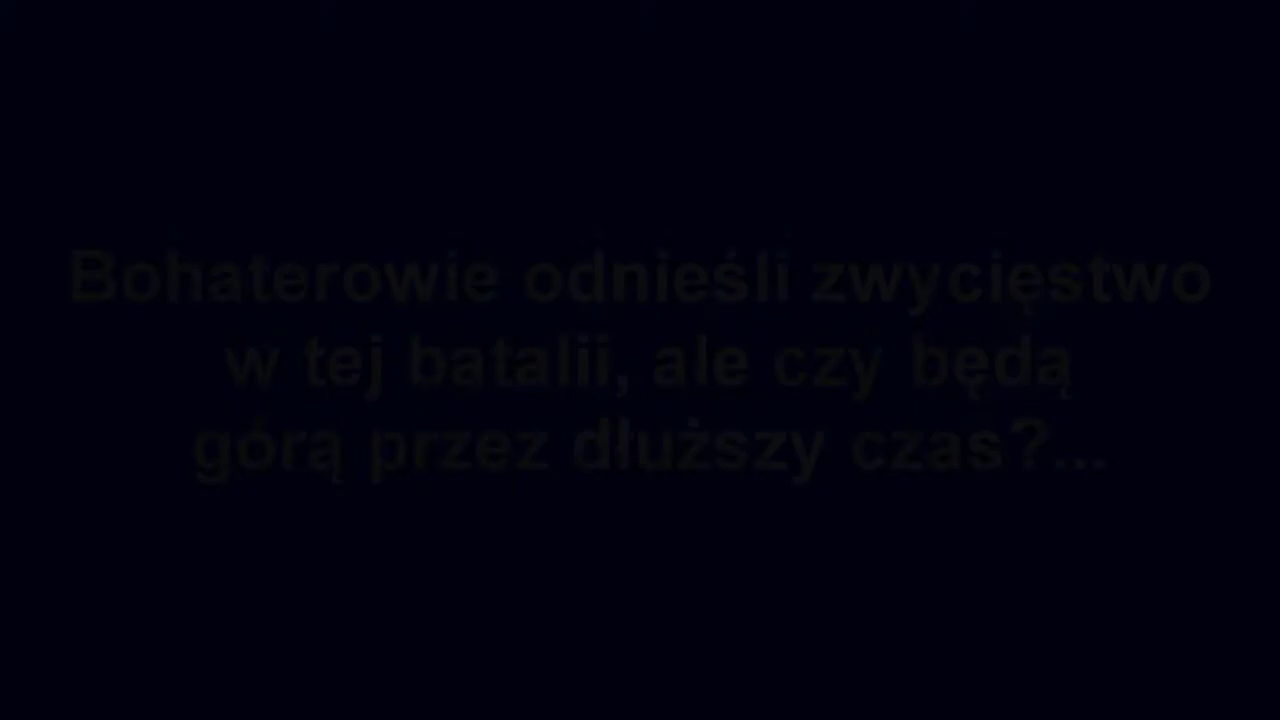 Bohaterowie odnieśli zwycięstwo
w tej batalii, ale czy będą
górą przez dłuższy czas?...